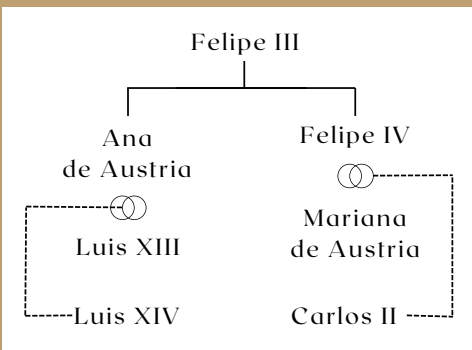 Felipe III
Ana
de Austria
Luis XIII
Luis XIV
Felipe IV
Mariana
de Austria
Carlos II